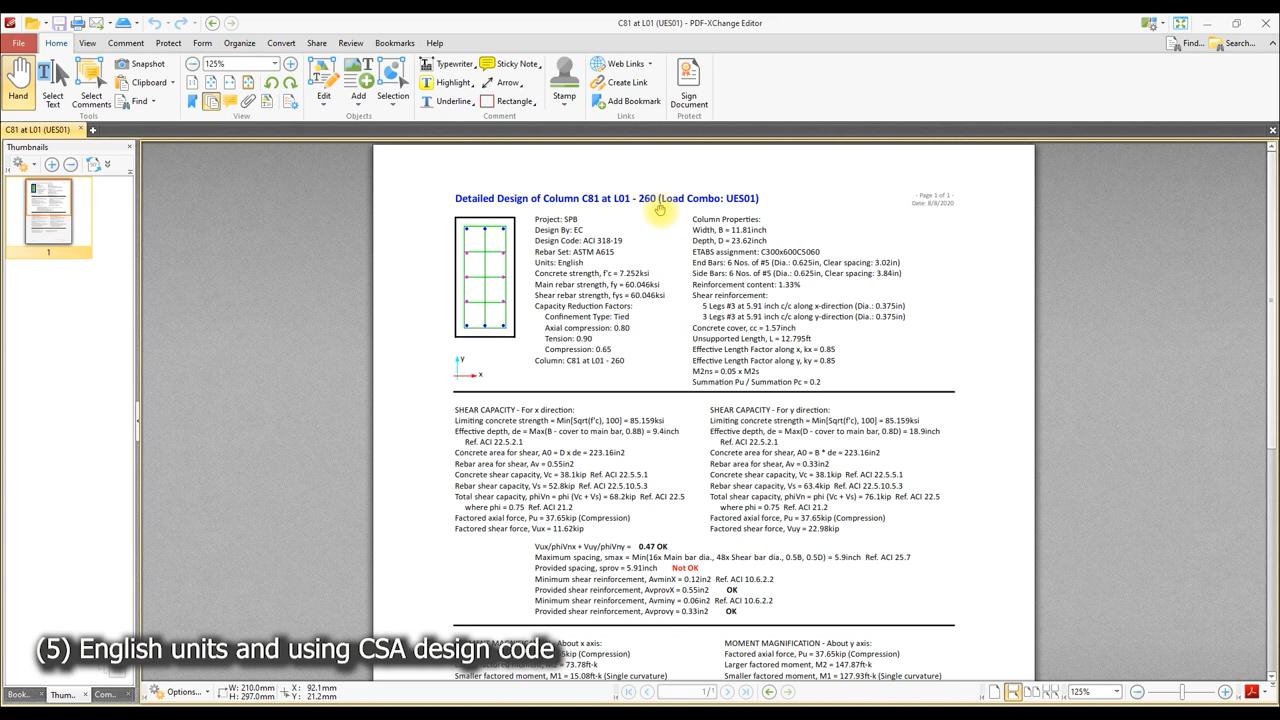 C81 at L01 (UES01) - PDF-XChange Editor
File Home View Comment Protect Form Organize Convert Share Review Bookmarks Help
Find... Search...
Hand
Select Text
Select Comments
Snapshot
Clipboard
Find
125%
View
Edit
Add
Selection
Objects
Typewriter
Highlight
Underline
Sticky Note
Arrow
Rectangle
Stamp
Comment
Web Links
Create Link
Add Bookmark
Links
Sign Document
Protect
C81 at L01 (UES01)
Thumbnails
1
Detailed Design of Column C81 at L01 - 260 (Load Combo: UES01)
- Page 1 of 1 -
Date: 8/8/2020
Project: SPB
Design By: EC
Design Code: ACI 318-19
Rebar Set: ASTM A615
Units: English
Concrete strength, f'c = 7.252ksi
Main rebar strength, fy = 60.046ksi
Shear rebar strength, fys = 60.046ksi
Capacity Reduction Factors:
Confinement Type: Tied
Axial compression: 0.80
Tension: 0.90
Compression: 0.65
Column: C81 at L01 - 260
y
x
Column Properties:
Width, B = 11.81inch
Depth, D = 23.62inch
ETABS assignment: C300x600C5060
End Bars: 6 Nos. of #5 (Dia.: 0.625in, Clear spacing: 3.02in)
Side Bars: 6 Nos. of #5 (Dia.: 0.625in, Clear spacing: 3.84in)
Reinforcement content: 1.33%
Shear reinforcement:
5 Legs #3 at 5.91 inch c/c along x-direction (Dia.: 0.375in)
3 Legs #3 at 5.91 inch c/c along y-direction (Dia.: 0.375in)
Concrete cover, cc = 1.57inch
Unsupported Length, L = 12.795ft
Effective Length Factor along x, kx = 0.85
Effective Length Factor along y, ky = 0.85
M2ns = 0.05 x M2s
Summation Pu / Summation Pc = 0.2
SHEAR CAPACITY - For x direction:
Limiting concrete strength = Min[Sqrt(f'c), 100] = 85.159ksi
Effective depth, de = Max(B - cover to main bar, 0.8B) = 9.4inch
Ref. ACI 22.5.2.1
Concrete area for shear, A0 = D x de = 223.16in2
Rebar area for shear, Av = 0.55in2
Concrete shear capacity, Vc = 38.1kip Ref. ACI 22.5.5.1
Rebar shear capacity, Vs = 52.8kip Ref. ACI 22.5.10.5.3
Total shear capacity, phiVn = phi (Vc + Vs) = 68.2kip Ref. ACI 22.5
where phi = 0.75 Ref. ACI 21.2
Factored axial force, Pu = 37.65kip (Compression)
Factored shear force, Vux = 11.62kip
SHEAR CAPACITY - For y direction:
Limiting concrete strength = Min[Sqrt(f'c), 100] = 85.159ksi
Effective depth, de = Max(D - cover to main bar, 0.8D) = 18.9inch
Ref. ACI 22.5.2.1
Concrete area for shear, A0 = B * de = 223.16in2
Rebar area for shear, Av = 0.33in2
Concrete shear capacity, Vc = 38.1kip Ref. ACI 22.5.5.1
Rebar shear capacity, Vs = 63.4kip Ref. ACI 22.5.10.5.3
Total shear capacity, phiVn = phi (Vc + Vs) = 76.1kip Ref. ACI 22.5
where phi = 0.75 Ref. ACI 21.2
Factored axial force, Pu = 37.65kip (Compression)
Factored shear force, Vuy = 22.98kip
Vux/phiVnx + Vuy/phiVny = 0.47 OK
Maximum spacing, smax = Min(16x Main bar dia., 48x Shear bar dia., 0.5B, 0.5D) = 5.9inch Ref. ACI 25.7
Provided spacing, sprov = 5.91inch Not OK
Minimum shear reinforcement, AvminX = 0.12in2 Ref. ACI 10.6.2.2
Provided shear reinforcement, AvprovX = 0.55in2 OK
Minimum shear reinforcement, Avminy = 0.06in2 Ref. ACI 10.6.2.2
Provided shear reinforcement, Avprovy = 0.33in2 OK
MOMENT MAGNIFICATION - About x axis:
37.65kip (Compression)
= 73.78ft-k
Smaller factored moment, M1 = 15.08ft-k (Single curvature)
MOMENT MAGNIFICATION - About y axis:
Factored axial force, Pu = 37.65kip (Compression)
Larger factored moment, M2 = 147.87ft-k
Smaller factored moment, M1 = 127.93ft-k (Single curvature)
(5) English units and using CSA design code
Book... Thum... Com...
Options...
W: 210.0mm
H: 297.0mm
X: 92.1mm
Y: 21.2mm
1/1
125%